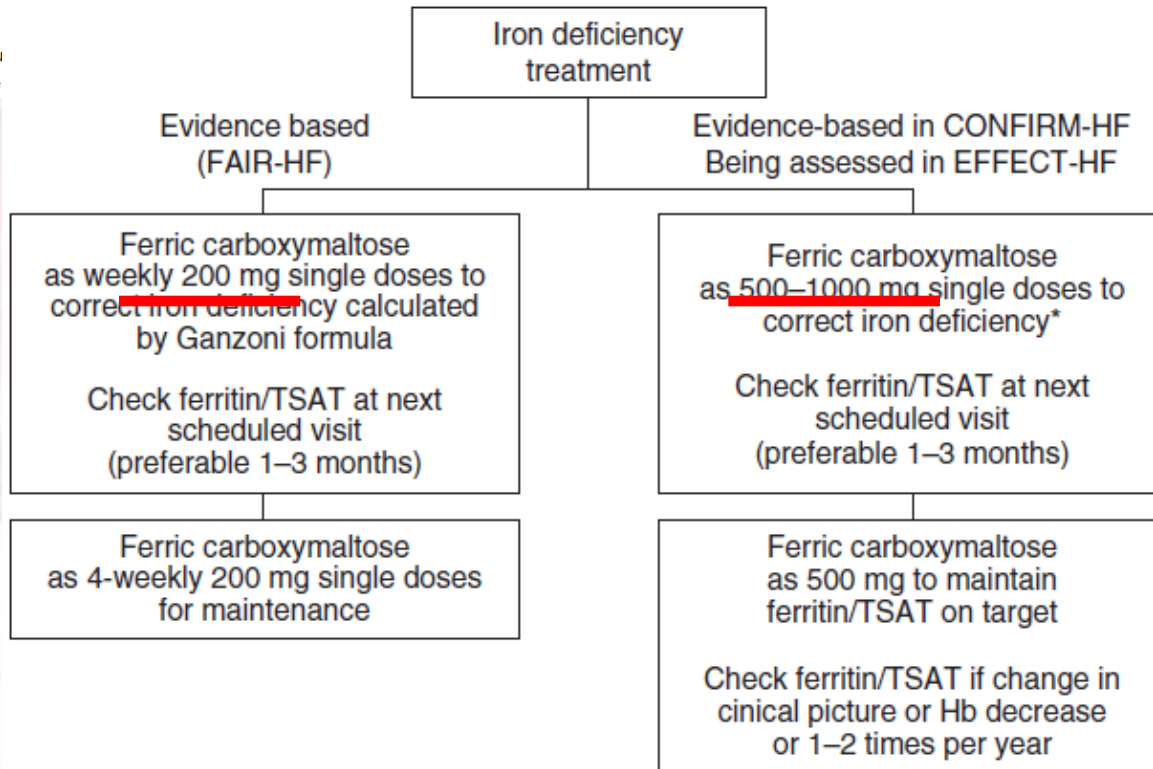 Iron deficiency
treatment
Evidence based
(FAIR-HF)
Evidence-based in CONFIRM-HF
Being assessed in EFFECT-HF
Ferric carboxymaltose
as weekly 200 mg single doses to
correct iron deficiency calculated
by Ganzoni formula
Check ferritin/TSAT at next
scheduled visit
(preferable 1–3 months)
Ferric carboxymaltose
as 500–1000 mg single doses to
correct iron deficiency*
Check ferritin/TSAT at next
scheduled visit
(preferable 1–3 months)
Ferric carboxymaltose
as 4-weekly 200 mg single doses
for maintenance
Ferric carboxymaltose
as 500 mg to maintain
ferritin/TSAT on target
Check ferritin/TSAT if change in
cinical picture or Hb decrease
or 1–2 times per year